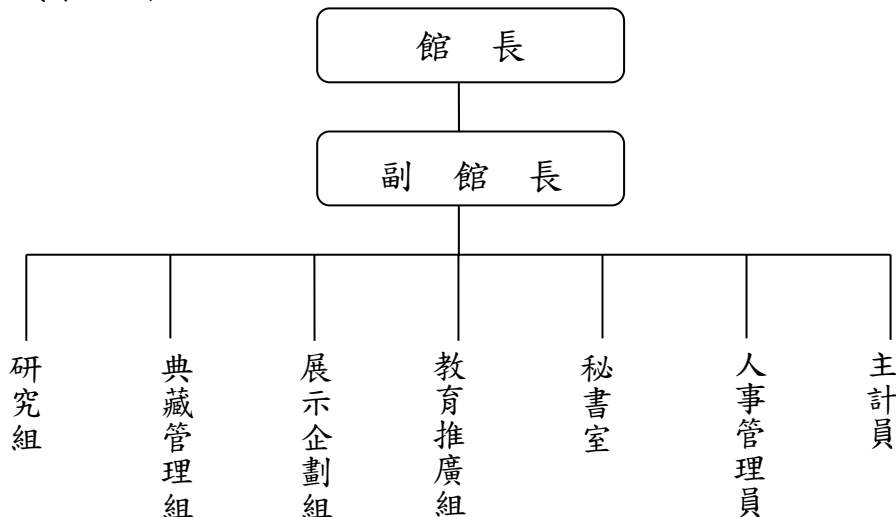 館 長
副 館 長
研究組
典藏管理組
展示企劃組
教育推廣組
秘書室
人事管理員
主計員